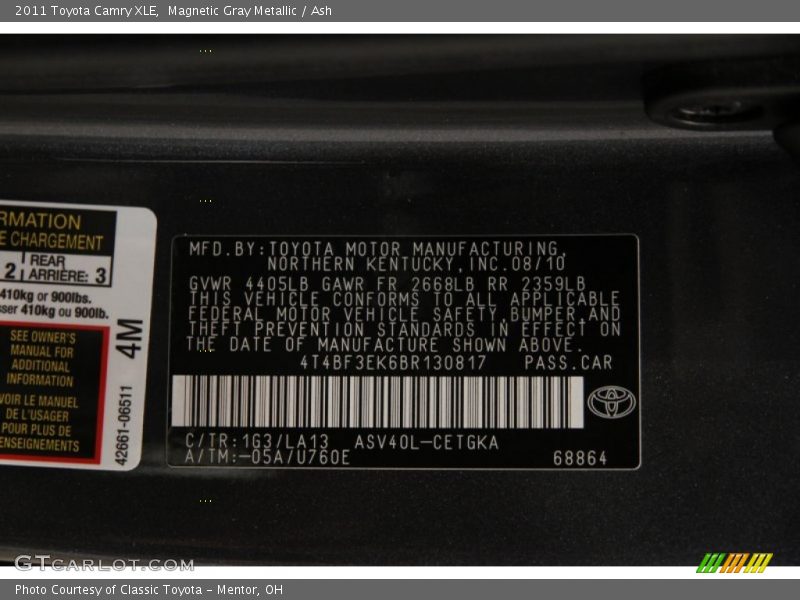 2011 Toyota Camry XLE,  Magnetic Gray Metallic / Ash
RMATION
E CHARGEMENT
2 REAR
ARRIÈRE: 3
410kg or 900lbs.
sser 410kg ou 900lb.
SEE OWNER'S
MANUAL FOR
ADDITIONAL
INFORMATION
VOIR LE MANUEL
DE L'USAGER
POUR PLUS DE
ENSEIGNEMENTS
4M
42661-06511
MFD.BY:TOYOTA MOTOR MANUFACTURING,
NORTHERN KENTUCKY,INC.08/10
GVWR 4405LB GAWR FR 2668LB RR 2359LB
THIS VEHICLE CONFORMS TO ALL APPLICABLE
FEDERAL MOTOR VEHICLE SAFETY,BUMPER,AND
THEFT PREVENTION STANDARDS IN EFFECT ON
THE DATE OF MANUFACTURE SHOWN ABOVE.
4T4BF3EK6BR130817 PASS.CAR
C/TR:1G3/LA13 ASV40L-CETGKA
A/TM:-05A/U760E 68864
GTCARLOT.COM
Photo Courtesy of Classic Toyota - Mentor, OH